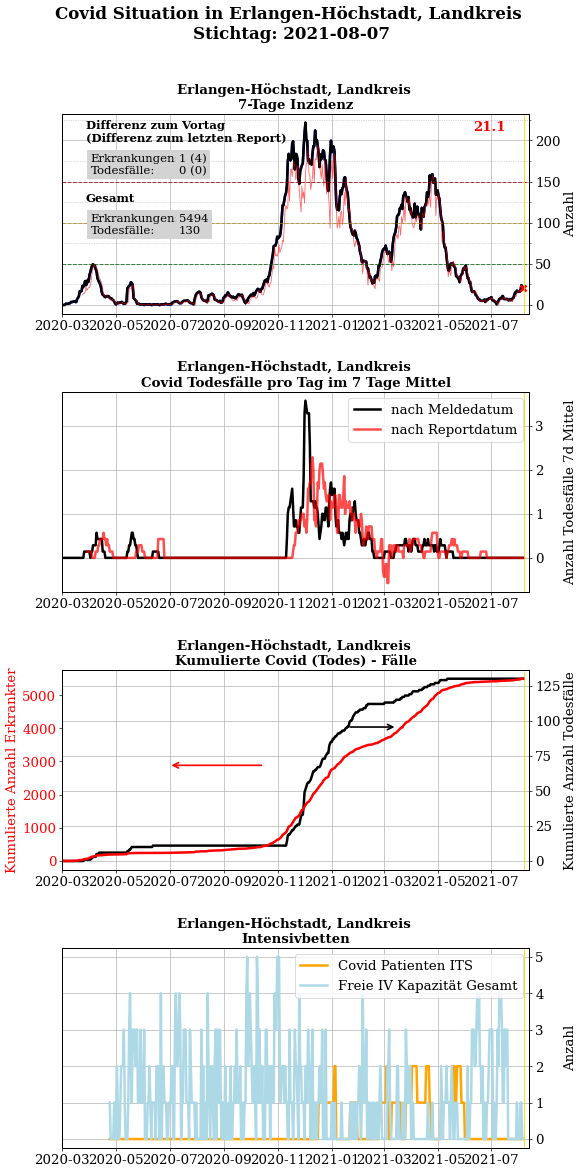 Covid Situation in Erlangen-Höchstadt, Landkreis
Stichtag: 2021-08-07
Erlangen-Höchstadt, Landkreis
7-Tage Inzidenz
Differenz zum Vortag
(Differenz zum letzten Report)
Erkrankungen 1 (4)
Todesfälle: 0 (0)
Gesamt
Erkrankungen 5494
Todesfälle: 130
21.1
200
150
100
50
0
Anzahl
2020-03 2020-05 2020-07 2020-09 2020-11 2021-01 2021-03 2021-05 2021-07
Erlangen-Höchstadt, Landkreis
Covid Todesfälle pro Tag im 7 Tage Mittel
nach Meldedatum
nach Reportdatum
3
2
1
0
Anzahl Todesfälle 7d Mittel
2020-03 2020-05 2020-07 2020-09 2020-11 2021-01 2021-03 2021-05 2021-07
Erlangen-Höchstadt, Landkreis
Kumulierte Covid (Todes) - Fälle
Kumulierte Anzahl Erkrankter
5000
4000
3000
2000
1000
0
125
100
75
50
25
0
Kumulierte Anzahl Todesfälle
2020-03 2020-05 2020-07 2020-09 2020-11 2021-01 2021-03 2021-05 2021-07
Erlangen-Höchstadt, Landkreis
Intensivbetten
Covid Patienten ITS
Freie IV Kapazität Gesamt
5
4
3
2
1
0
Anzahl
2020-03 2020-05 2020-07 2020-09 2020-11 2021-01 2021-03 2021-05 2021-07